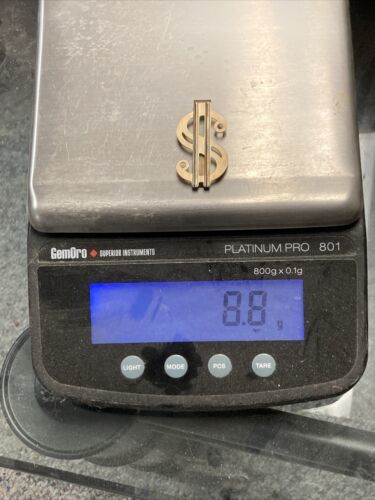 $
GemOro SUPERIOR INSTRUMENTS
PLATINUM PRO 801
800g x 0.1g
8.8 g
LIGHT MODE PCS TARE